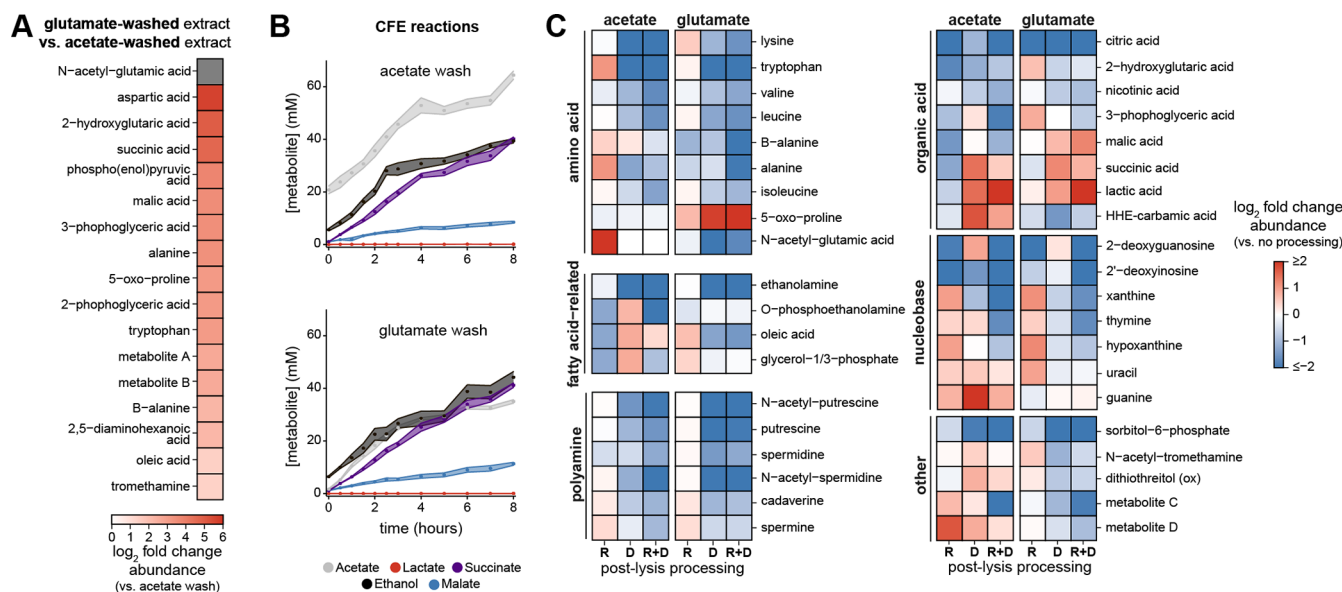 A
glutamate-washed extract
vs. acetate-washed extract
N-acetyl-glutamic acid
aspartic acid
2-hydroxyglutaric acid
succinic acid
phospho(enol)pyruvic
acid
malic acid
3-phophoglyceric acid
alanine
5-oxo-proline
2-phophoglyceric acid
tryptophan
metabolite A
metabolite B
B-alanine
2,5-diaminohexanoic
acid
oleic acid
tromethamine
0 1 2 3 4 5 6
log2 fold change
abundance
(vs. acetate wash)
B
CFE reactions
acetate wash
[metabolite] (mM)
60
40
20
0
0 2 4 6 8
glutamate wash
[metabolite] (mM)
60
40
20
0
0 2 4 6 8
time (hours)
Acetate Lactate Succinate
Ethanol Malate
C
acetate glutamate
amino acid
lysine
tryptophan
valine
leucine
B-alanine
alanine
isoleucine
5-oxo-proline
N-acetyl-glutamic acid
fatty acid-related
ethanolamine
O-phosphoethanolamine
oleic acid
glycerol-1/3-phosphate
polyamine
N-acetyl-putrescine
putrescine
spermidine
N-acetyl-spermidine
cadaverine
spermine
R D R+D R D R+D
post-lysis processing
acetate glutamate
organic acid
citric acid
2-hydroxyglutaric acid
nicotinic acid
3-phophoglyceric acid
malic acid
succinic acid
lactic acid
HHE-carbamic acid
nucleobase
2-deoxyguanosine
2'-deoxyinosine
xanthine
thymine
hypoxanthine
uracil
guanine
other
sorbitol-6-phosphate
N-acetyl-tromethamine
dithiothreitol (ox)
metabolite C
metabolite D
R D R+D R D R+D
post-lysis processing
log2 fold change
abundance
(vs. no processing)
≥2
1
0
-1
≤-2